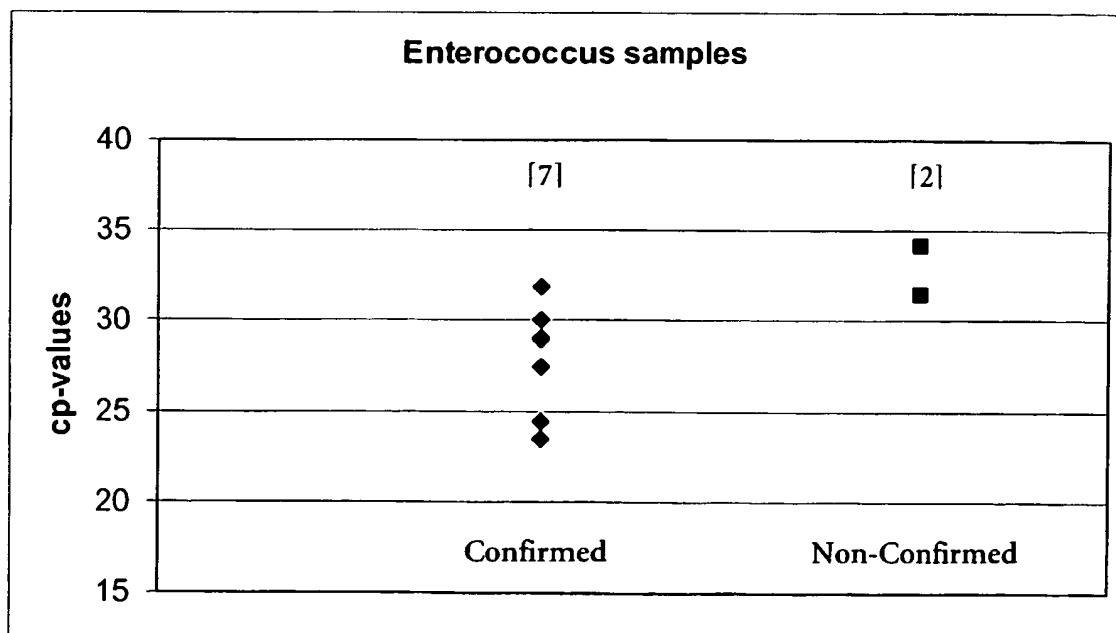 Enterococcus samples
40
⌈7⌉
⌈2⌉
35
30
25
20
15
cp-values
Confirmed
Non-Confirmed